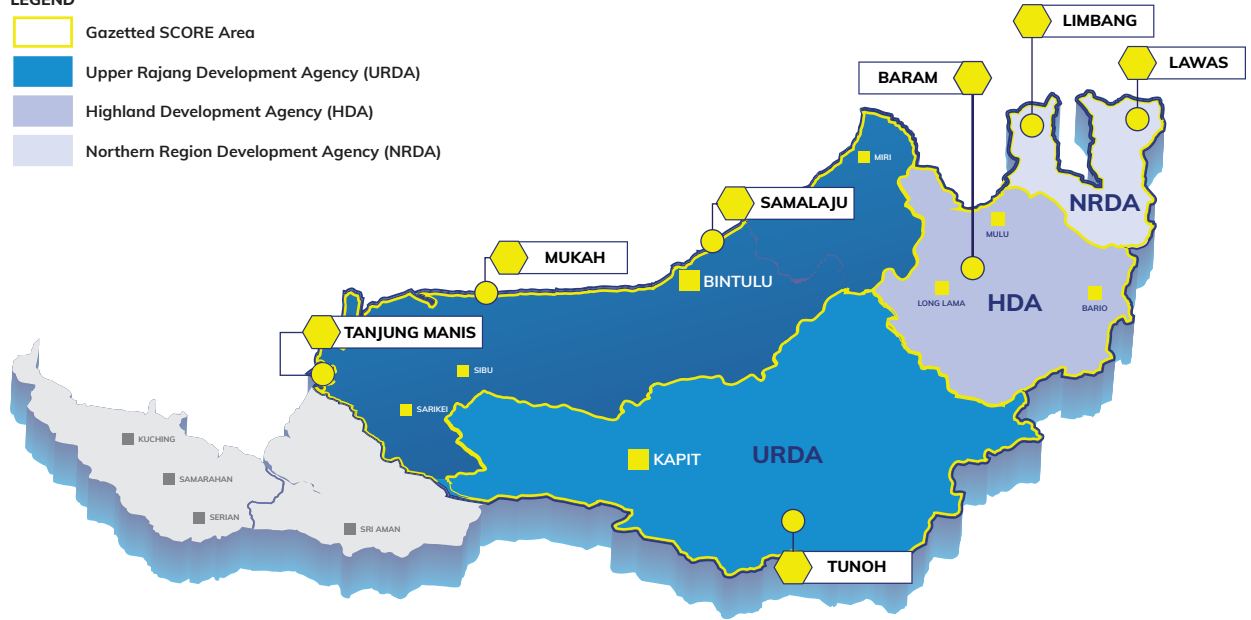 LEGEND
Gazetted SCORE Area
Upper Rajang Development Agency (URDA)
Highland Development Agency (HDA)
Northern Region Development Agency (NRDA)
LIMBANG
LAWAS
BARAM
MIRI
SAMALAJU
NRDA
MULU
MUKAH
BINTULU
LONG LAMA
HDA
BARIO
TANJUNG MANIS
SIBU
SARIKEI
KUCHING
KAPIT
URDA
SAMARAHAN
SERIAN
SRI AMAN
TUNOH